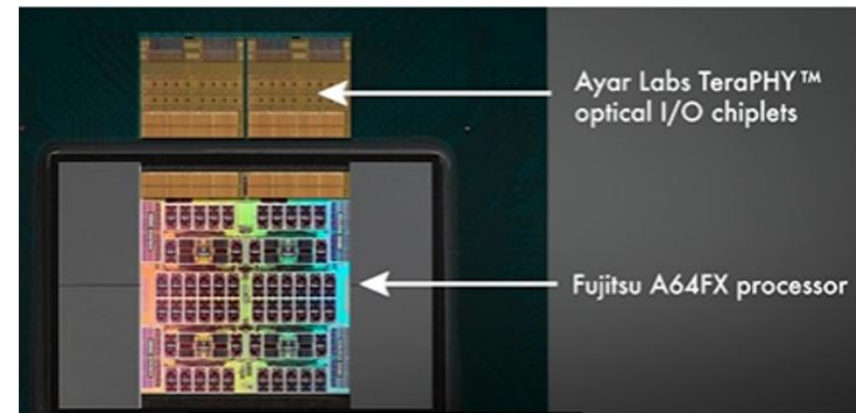 Ayar Labs TeraPHY™
optical I/O chiplets
Fujitsu A64FX processor